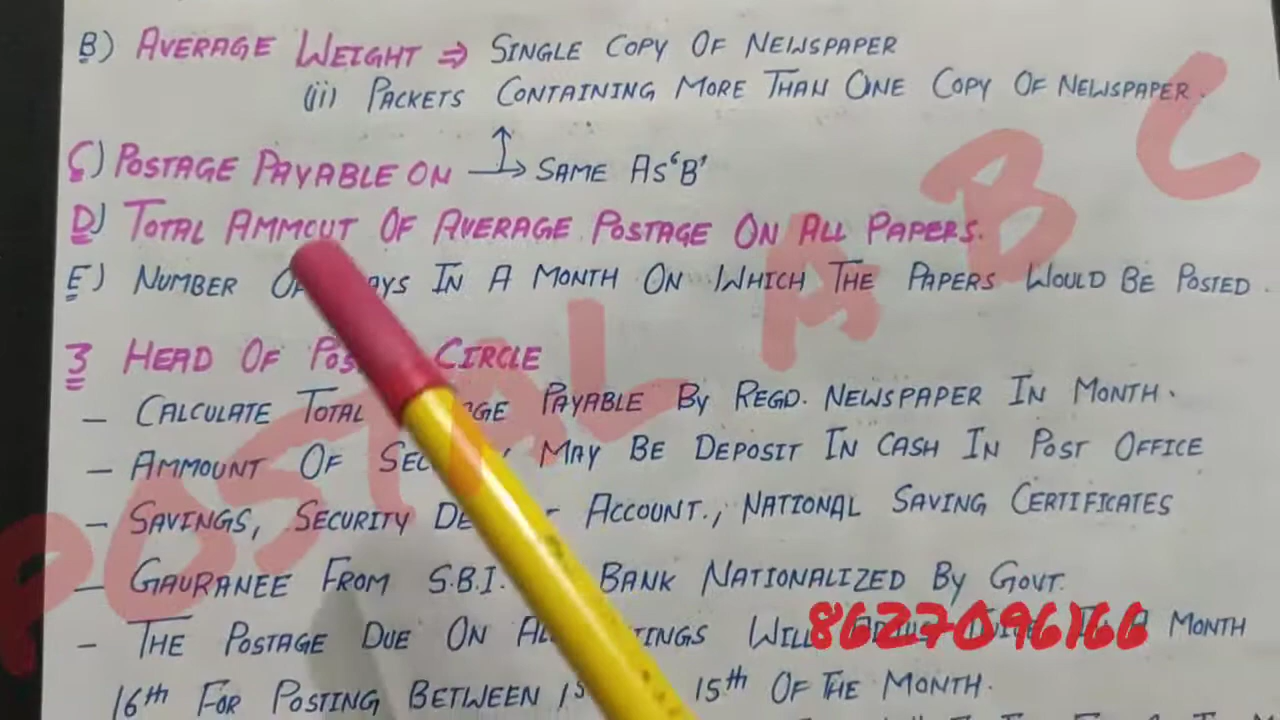 B) AVERAGE WEIGHT ⇒ SINGLE COPY OF NEWSPAPER
(ii) PACKETS CONTAINING MORE THAN ONE COPY OF NEWSPAPER.
C) POSTAGE PAYABLE ON → SAME AS 'B'
D) TOTAL AMMOUT OF AVERAGE POSTAGE ON ALL PAPERS.
E) NUMBER IN A MONTH ON WHICH THE PAPERS WOULD BE POSTED.
3 HEAD OF CIRCLE
- CALCULATE TOTAL PAYABLE BY REGD. NEWSPAPER IN MONTH.
- AMMOUNT OF MAY BE DEPOSIT IN CASH IN POST OFFICE
- SAVINGS, SECURITY ACCOUNT., NATIONAL SAVING CERTIFICATES
- GAURANEE FROM S.B.I. BANK NATIONALIZED BY GOVT.
- THE POSTAGE DUE ON WILL A MONTH
16th FOR POSTING BETWEEN 15th OF THE MONTH.
POSTAL ABC
8627096166